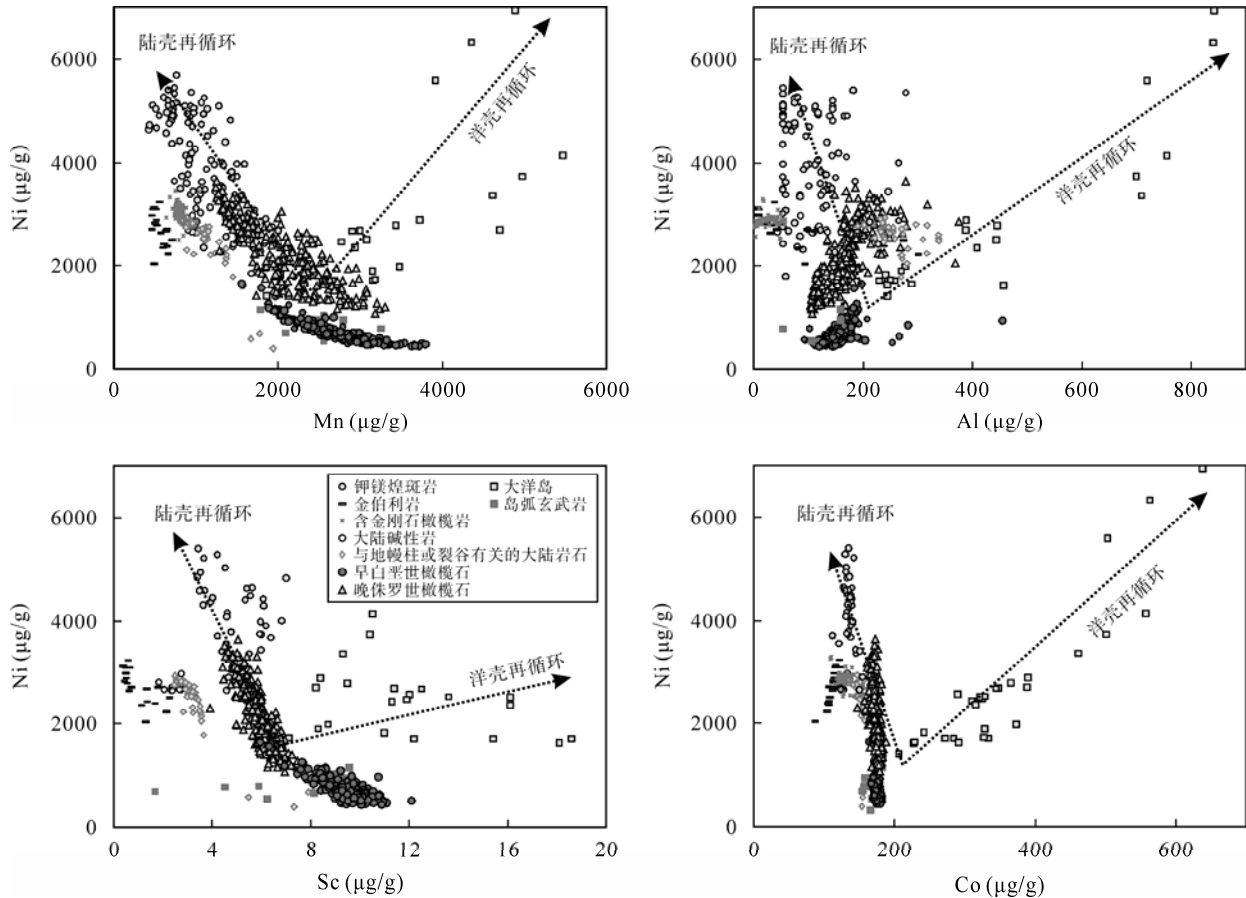 陆壳再循环
洋壳再循环
Ni (μg/g)
6000
4000
2000
0
0
2000
4000
6000
Mn (μg/g)
陆壳再循环
洋壳再循环
Ni (μg/g)
6000
4000
2000
0
0
200
400
600
800
Al (μg/g)
陆壳再循环
洋壳再循环
钾镁煌斑岩
金伯利岩
含金刚石橄榄岩
大陆碱性岩
与地幔柱或裂谷有关的大陆岩石
早白垩世橄榄石
晚侏罗世橄榄石
大洋岛
岛弧玄武岩
Ni (μg/g)
6000
4000
2000
0
0
4
8
12
16
20
Sc (μg/g)
陆壳再循环
洋壳再循环
Ni (μg/g)
6000
4000
2000
0
0
200
400
600
Co (μg/g)